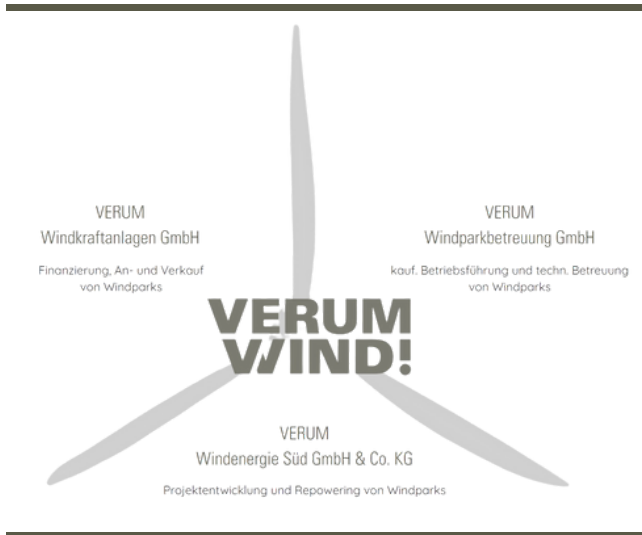 VERUM
Windkraftanlagen GmbH
Finanzierung, An- und Verkauf
von Windparks
VERUM
Windparkbetreuung GmbH
kauf. Betriebsführung und techn. Betreuung
von Windparks
VERUM
WIND!
VERUM
Windenergie Süd GmbH & Co. KG
Projektentwicklung und Repowering von Windparks